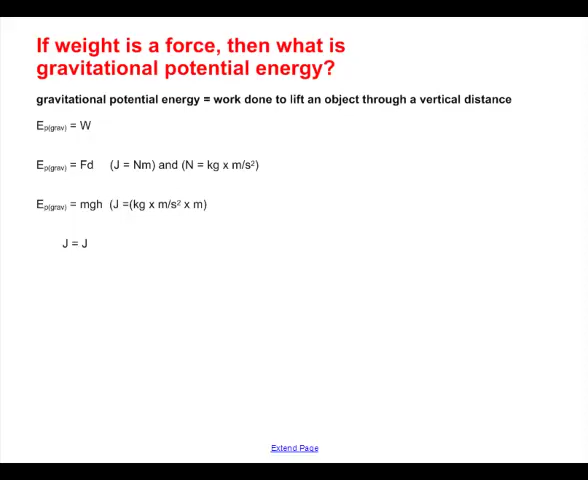 If weight is a force, then what is
gravitational potential energy?
gravitational potential energy = work done to lift an object through a vertical distance
Ep(grav) = W
Ep(grav) = Fd (J = Nm) and (N = kg x m/s²)
Ep(grav) = mgh (J =(kg x m/s² x m)
J = J
Extend Page